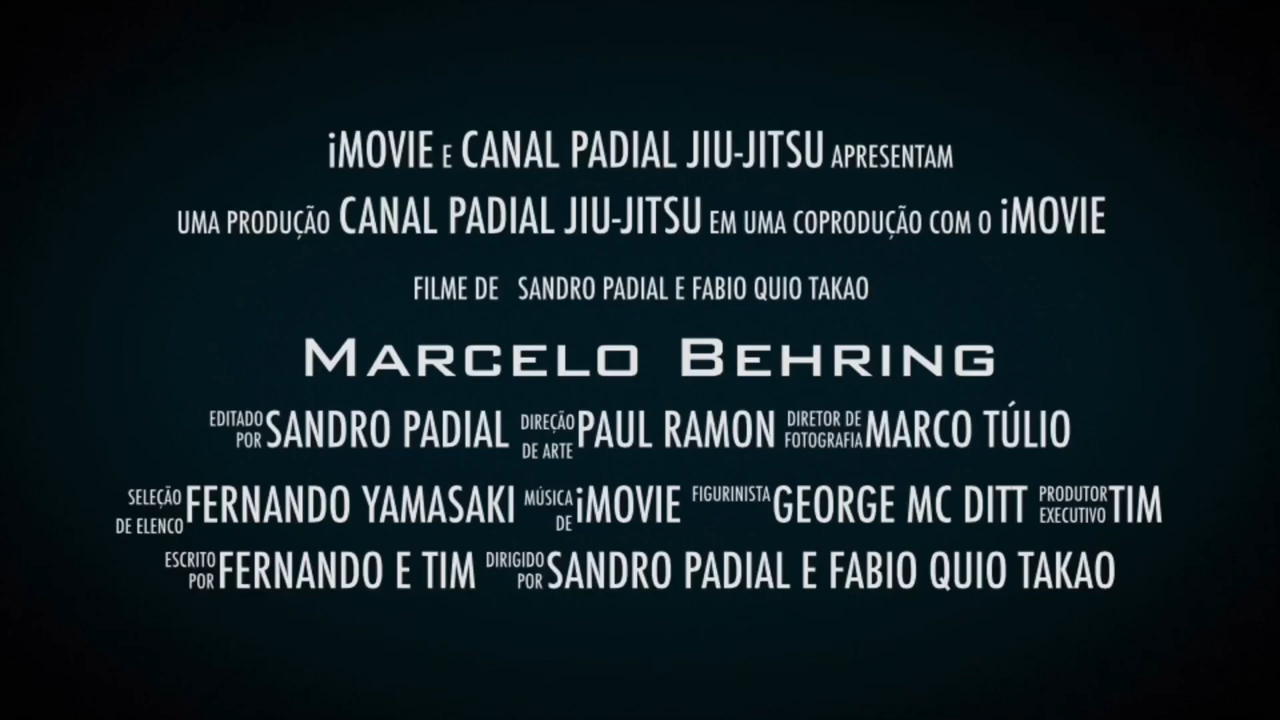 iMOVIE E CANAL PADIAL JIU-JITSU APRESENTAM
UMA PRODUÇÃO CANAL PADIAL JIU-JITSU EM UMA COPRODUÇÃO COM O iMOVIE
FILME DE SANDRO PADIAL E FABIO QUIO TAKAO
MARCELO BEHRING
EDITADO POR SANDRO PADIAL DIREÇÃO DE ARTE PAUL RAMON DIRETOR DE FOTOGRAFIA MARCO TÚLIO
SELEÇÃO DE ELENCO FERNANDO YAMASAKI MÚSICA DE iMOVIE FIGURINISTA GEORGE MC DITT PRODUTOR EXECUTIVO TIM
ESCRITO POR FERNANDO E TIM DIRIGIDO POR SANDRO PADIAL E FABIO QUIO TAKAO